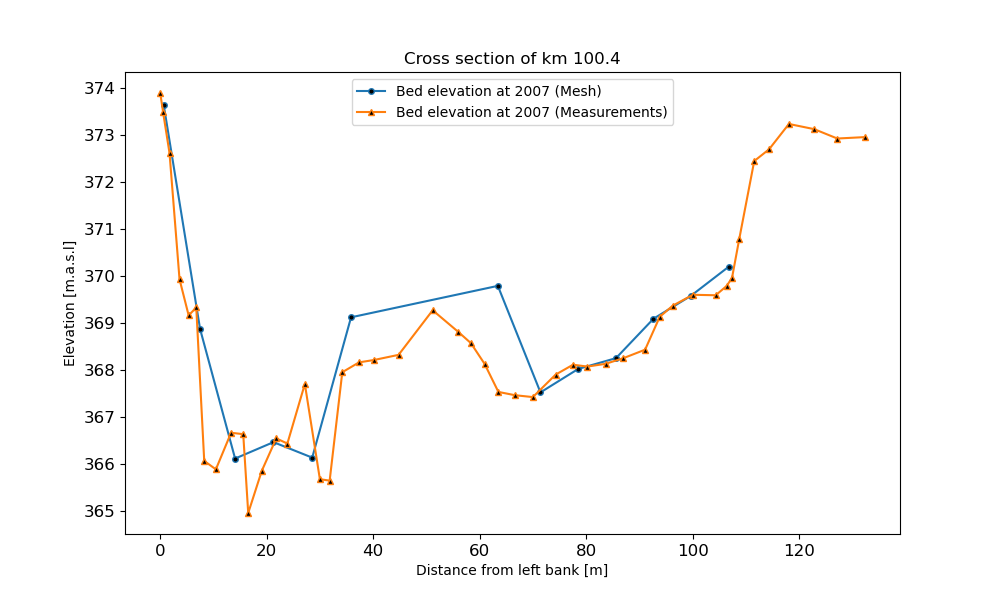 Cross section of km 100.4
Bed elevation at 2007 (Mesh)
Bed elevation at 2007 (Measurements)
374
373
372
371
370
369
368
367
366
365
Elevation [m.a.s.l]
0 20 40 60 80 100 120
Distance from left bank [m]